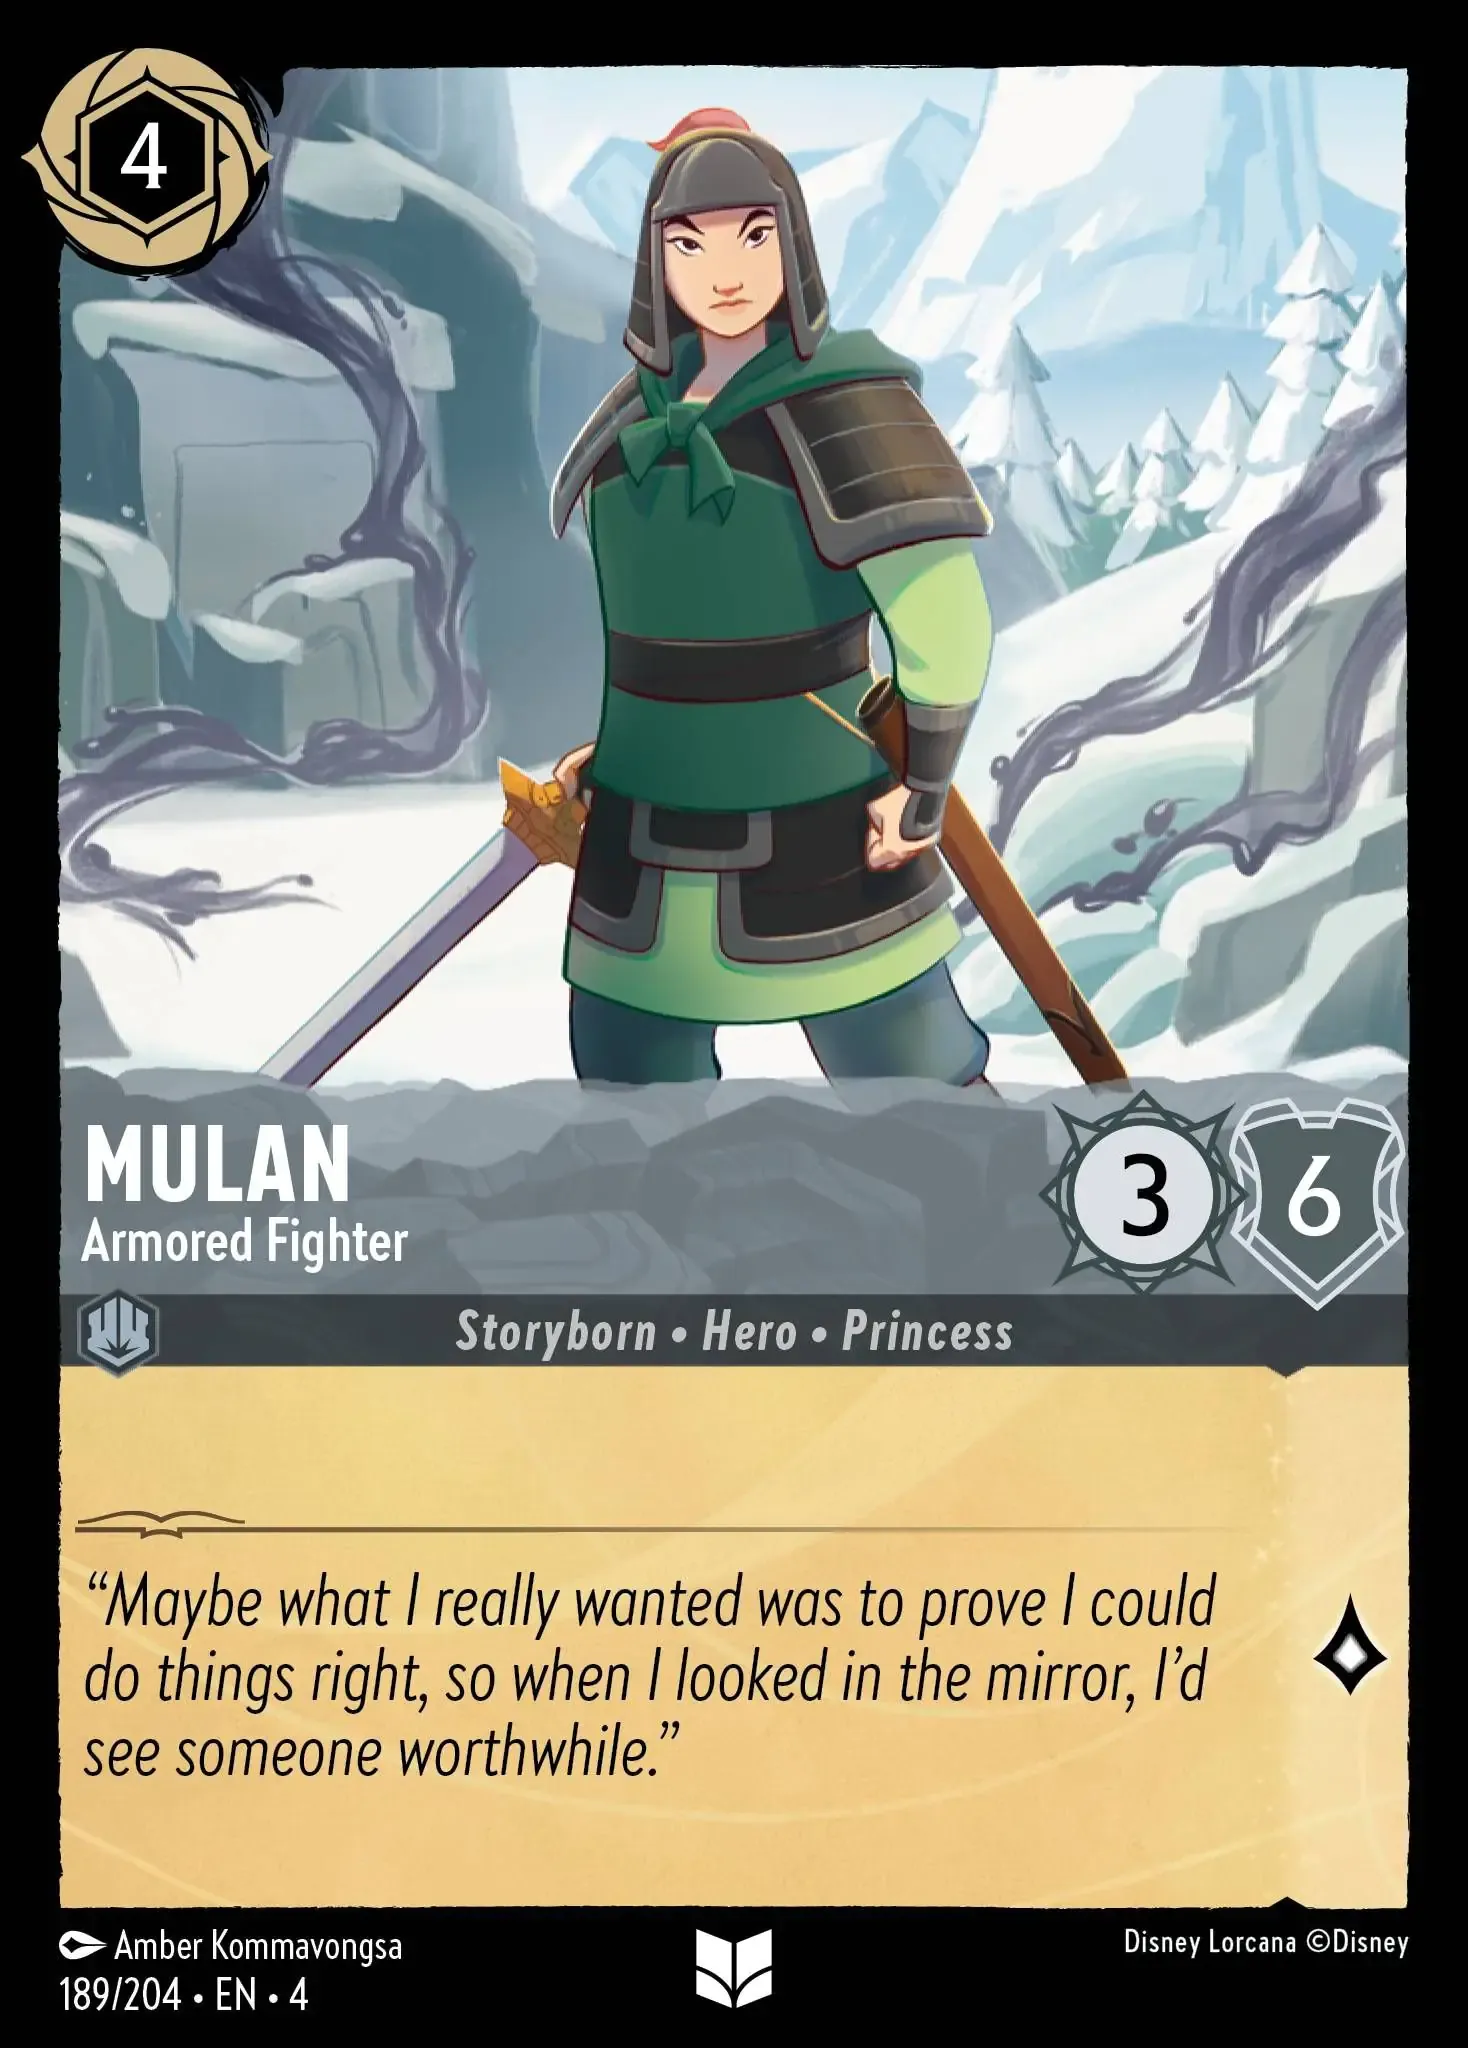 4
MULAN
Armored Fighter
3
6
Storyborn • Hero • Princess
“Maybe what I really wanted was to prove I could
do things right, so when I looked in the mirror, I’d
see someone worthwhile.”
Amber Kommavongsa
Disney Lorcana ©Disney
189/204 • EN • 4